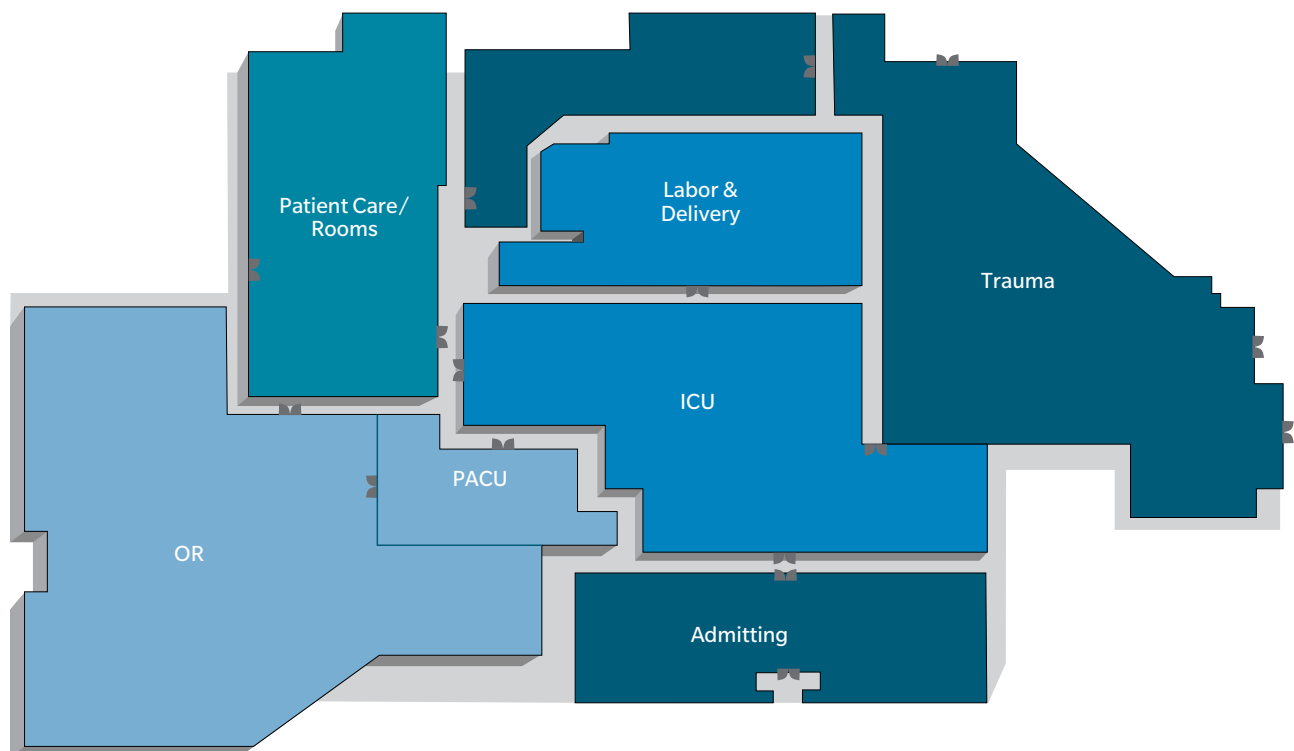 Patient Care/
Rooms
Labor &
Delivery
Trauma
ICU
PACU
OR
Admitting